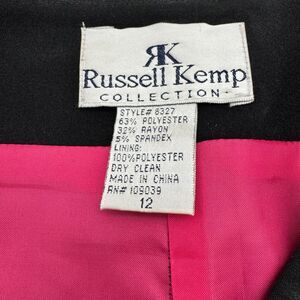 RK
Russell Kemp
COLLECTION
STYLE# 8327
63% POLYESTER
32% RAYON
5% SPANDEX
LINING:
100%POLYESTER
DRY CLEAN
MADE IN CHINA
RN# 109039
12